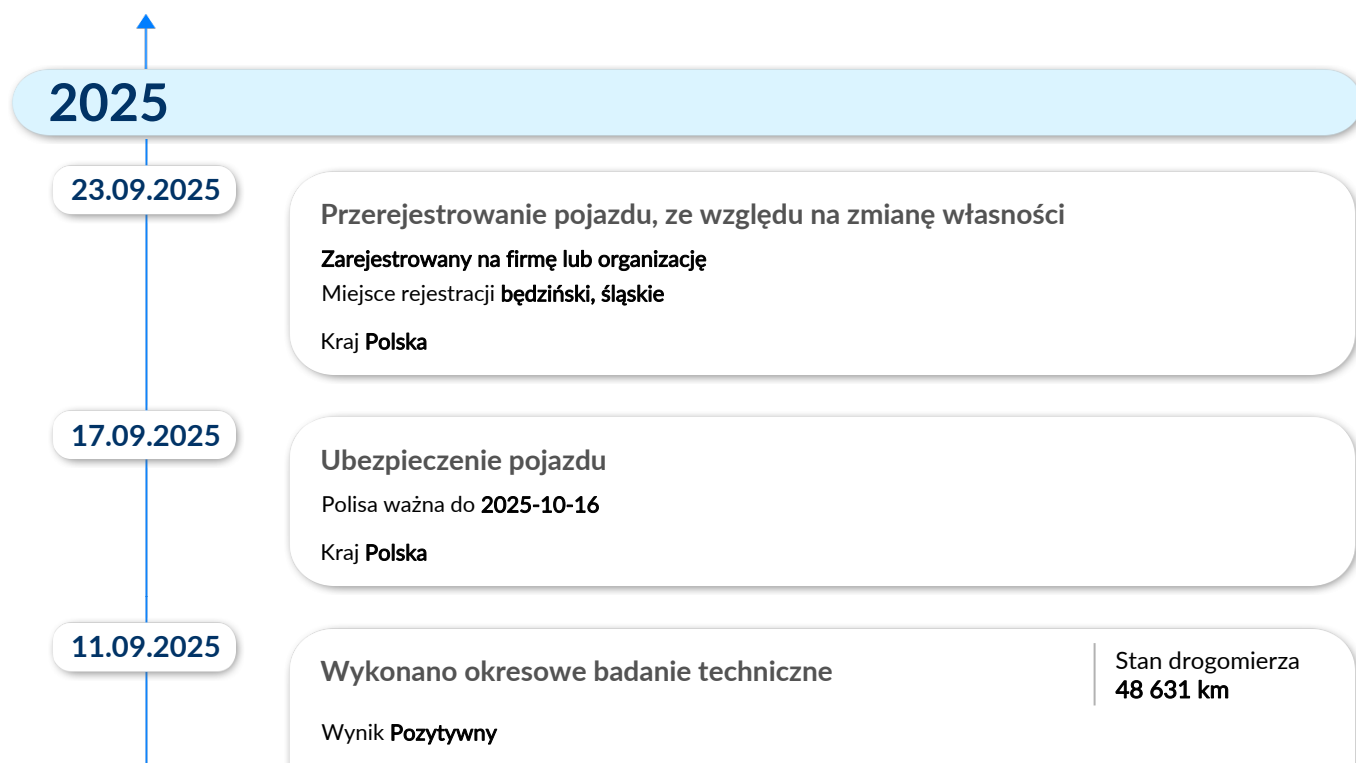 2025
23.09.2025
Przerejestrowanie pojazdu, ze względu na zmianę własności
Zarejestrowany na firmę lub organizację
Miejsce rejestracji będziński, śląskie
Kraj Polska
17.09.2025
Ubezpieczenie pojazdu
Polisa ważna do 2025-10-16
Kraj Polska
11.09.2025
Wykonano okresowe badanie techniczne
Stan drogomierza
48 631 km
Wynik Pozytywny